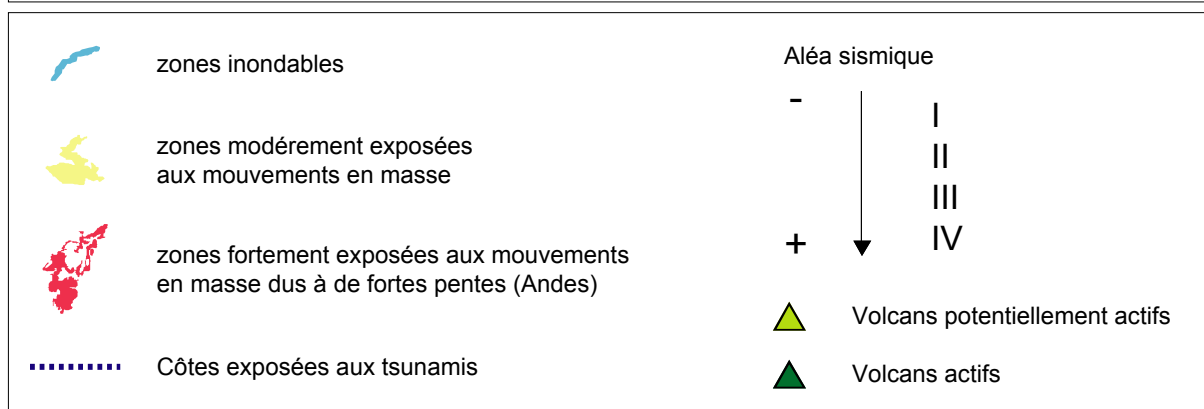 zones inondables
zones modérement exposées
aux mouvements en masse
zones fortement exposées aux mouvements
en masse dus à de fortes pentes (Andes)
Côtes exposées aux tsunamis
Aléa sismique
-
I
II
III
+
IV
Volcans potentiellement actifs
Volcans actifs